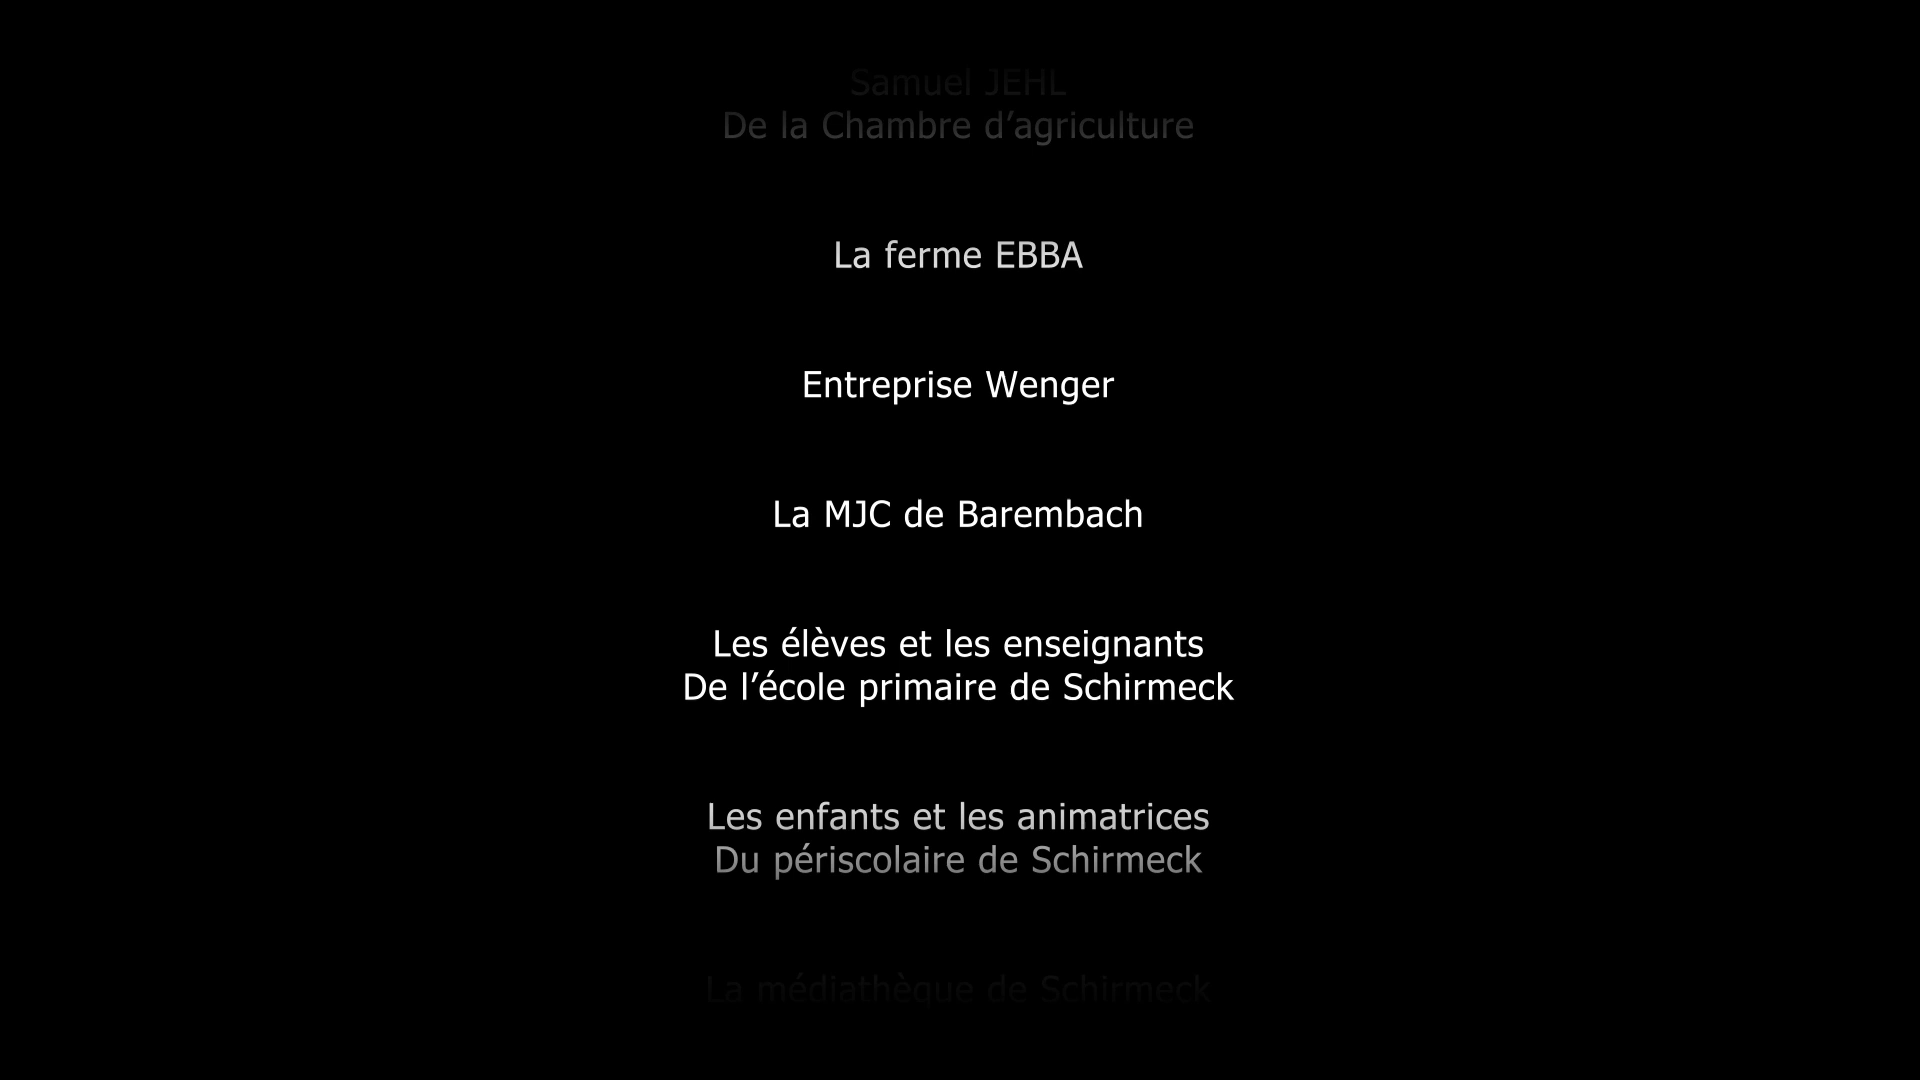 Samuel JEHL
De la Chambre d’agriculture
La ferme EBBA
Entreprise Wenger
La MJC de Barembach
Les élèves et les enseignants
De l’école primaire de Schirmeck
Les enfants et les animatrices
Du périscolaire de Schirmeck
La médiathèque de Schirmeck